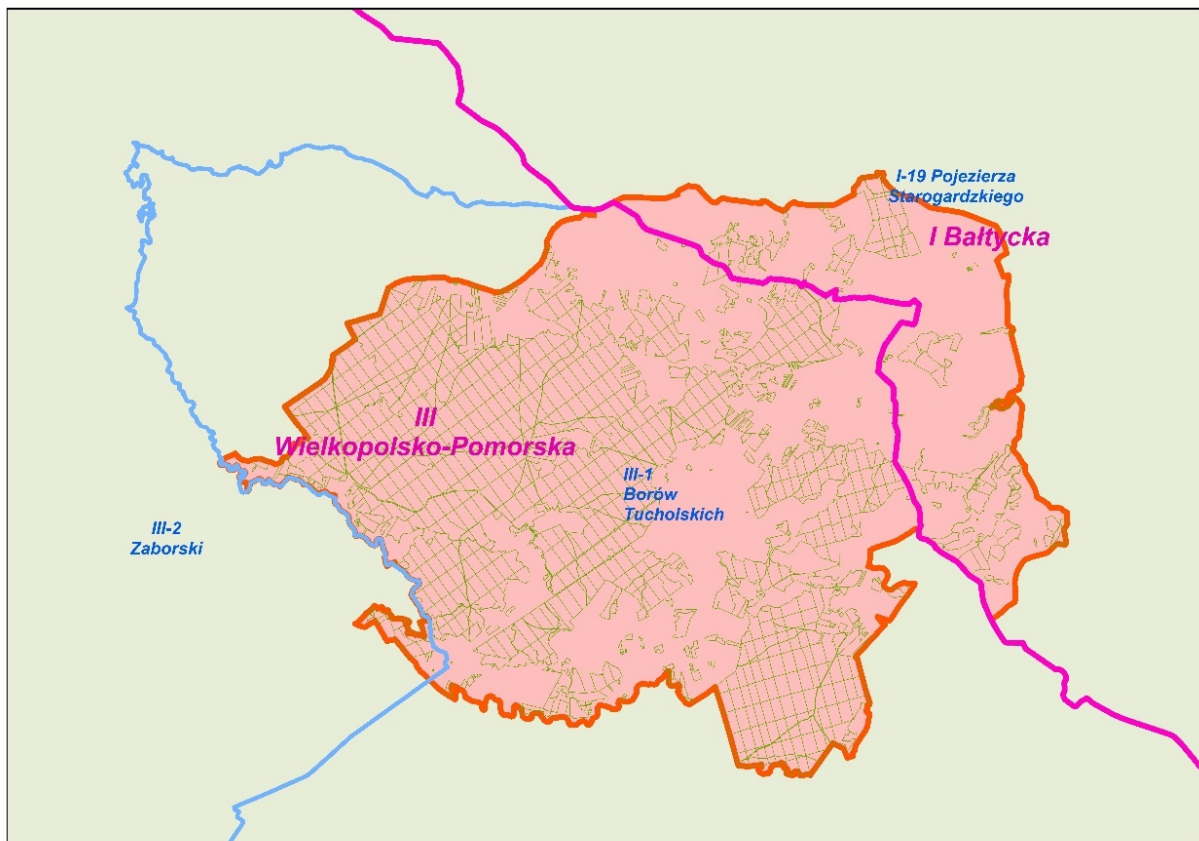 I-19 Pojezierza
Starogardzkiego
I Bałtycka
III
Wielkopolsko-Pomorska
III-1
Borów
Tucholskich
III-2
Zaborski